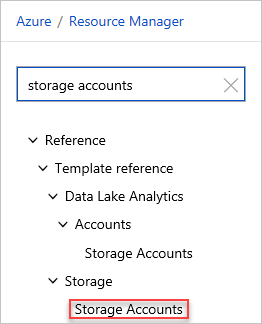 Azure / Resource Manager
storage accounts
Reference
Template reference
Data Lake Analytics
Accounts
Storage Accounts
Storage
Storage Accounts